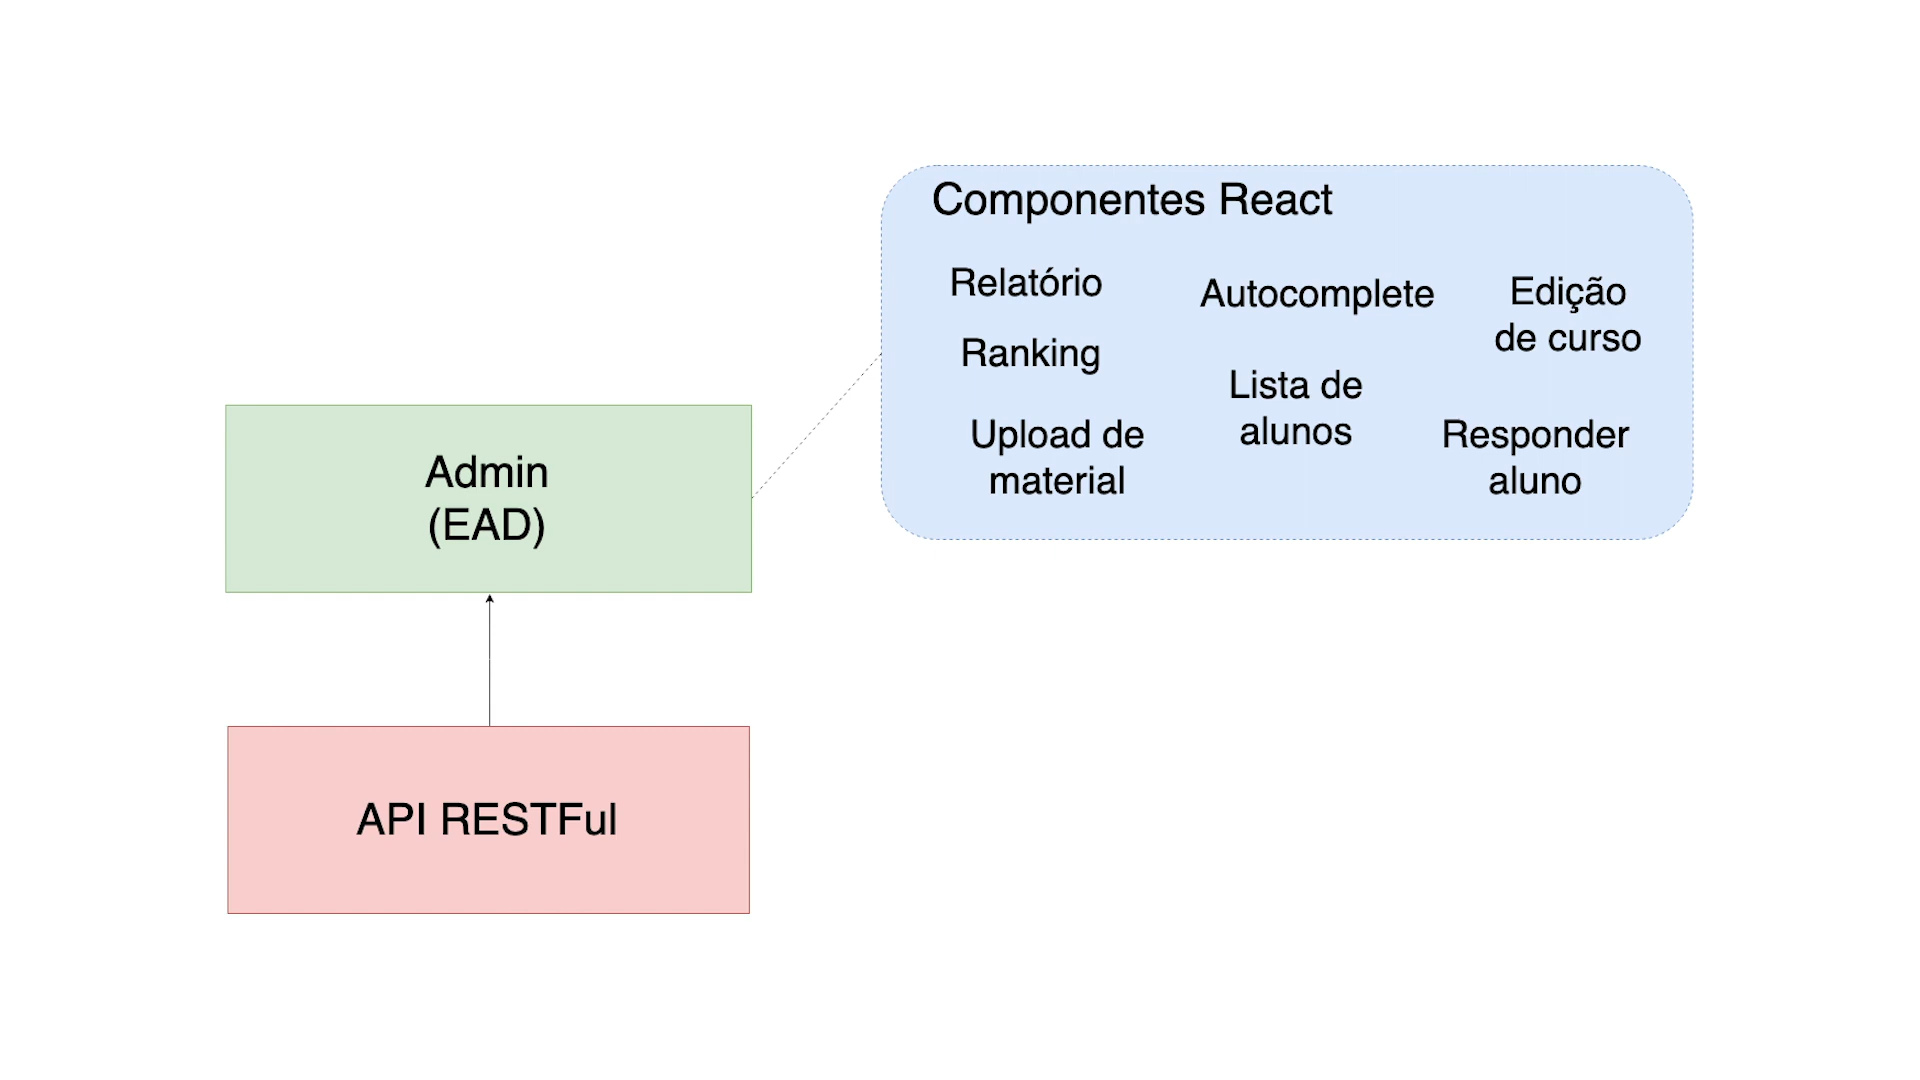 Componentes React
Relatório
Autocomplete
Edição
de curso
Ranking
Lista de
alunos
Upload de
material
Responder
aluno
Admin
(EAD)
API RESTFul